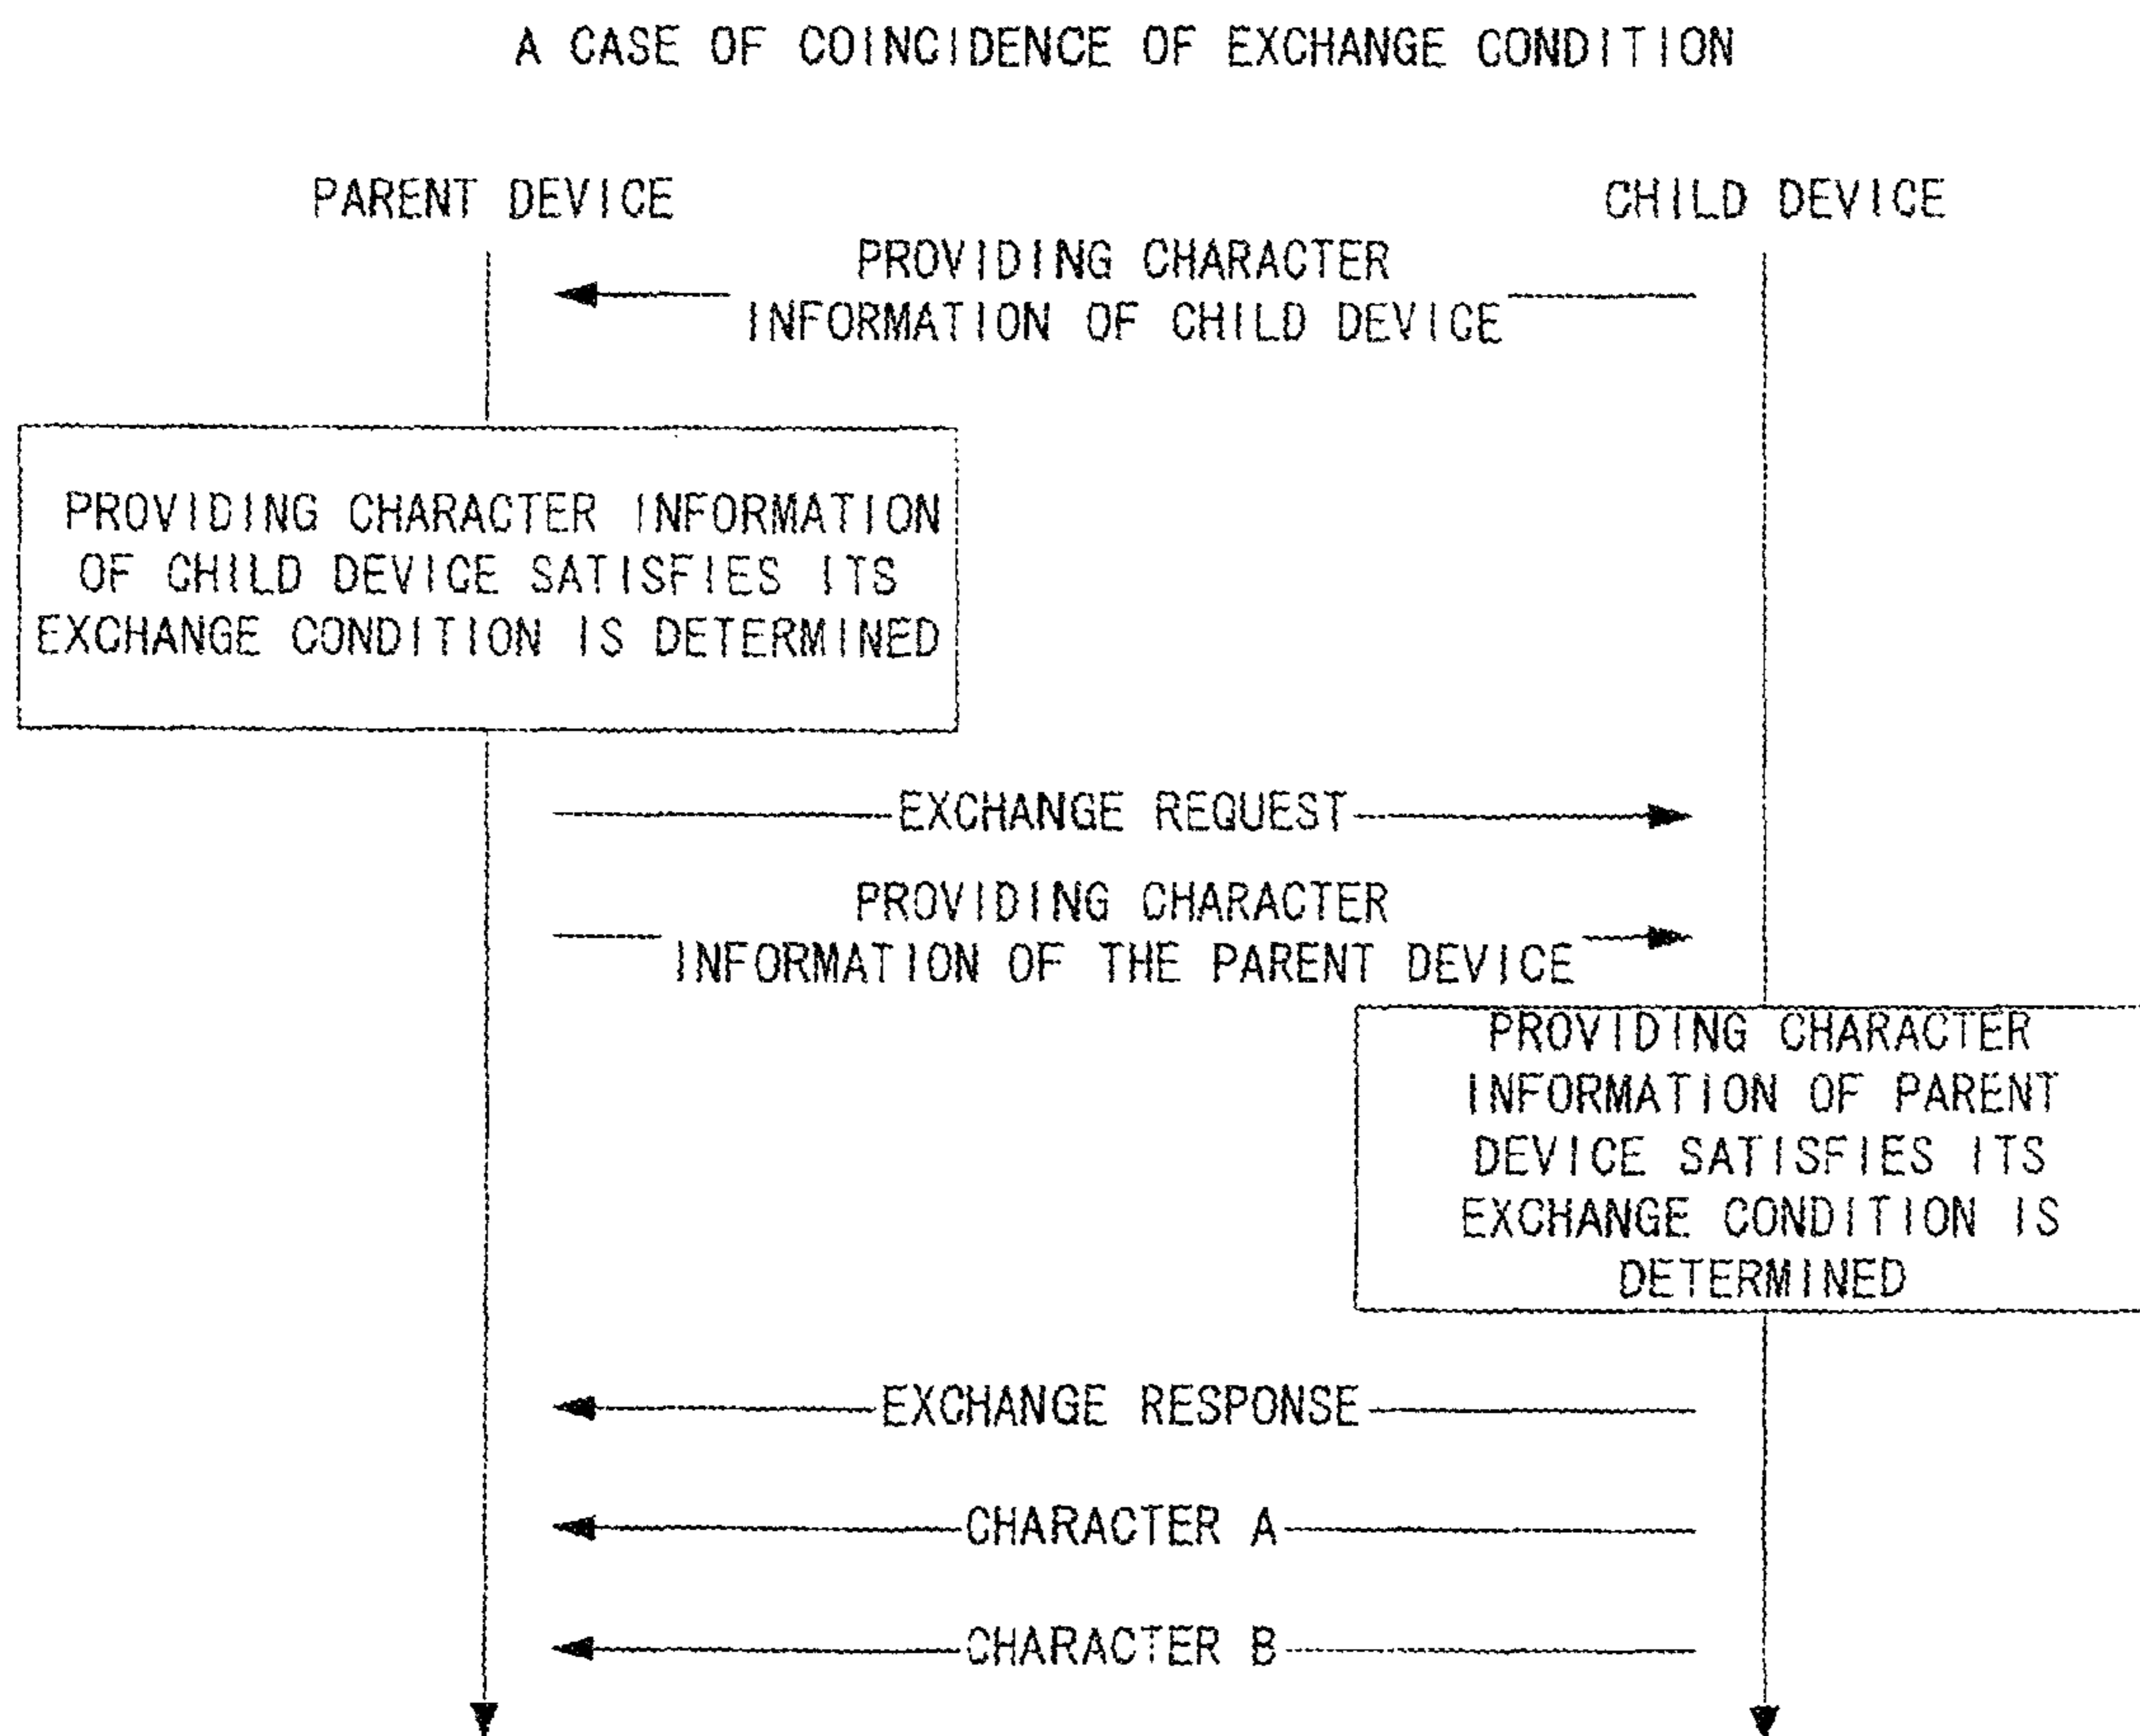 A CASE OF COINCIDENCE OF EXCHANGE CONDITION
PARENT DEVICE
CHILD DEVICE
PROVIDING CHARACTER
INFORMATION OF CHILD DEVICE
PROVIDING CHARACTER INFORMATION
OF CHILD DEVICE SATISFIES ITS
EXCHANGE CONDITION IS DETERMINED
EXCHANGE REQUEST
PROVIDING CHARACTER
INFORMATION OF THE PARENT DEVICE
PROVIDING CHARACTER
INFORMATION OF PARENT
DEVICE SATISFIES ITS
EXCHANGE CONDITION IS
DETERMINED
EXCHANGE RESPONSE
CHARACTER A
CHARACTER B